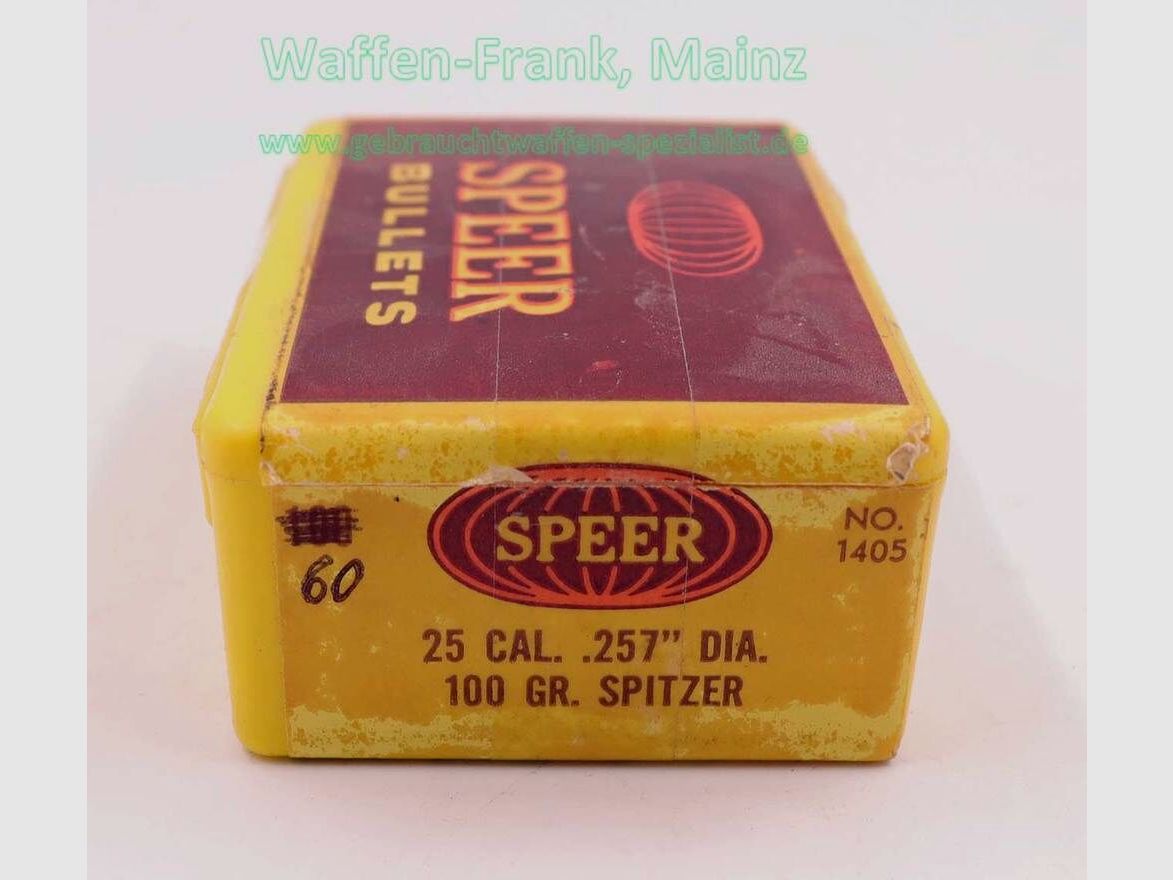 Waffen-Frank, Mainz
www.gebrauchtwaffen-spezialist.de
SPEER
BULLETS
SPEER
NO.
1405
60
25 CAL. .257” DIA.
100 GR. SPITZER